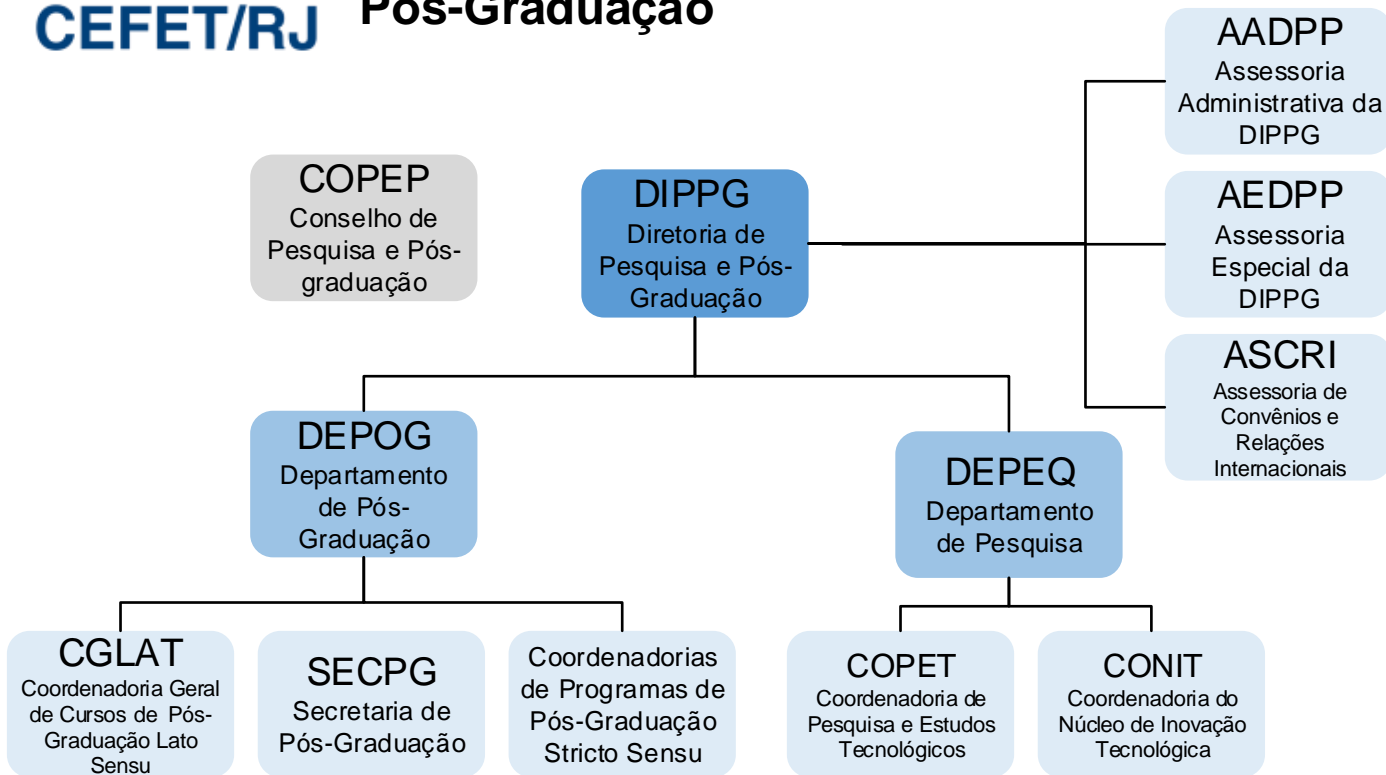 CEFET/RJ
Pós-Graduação
AADPP
Assessoria
Administrativa da
DIPPG
COPEP
Conselho de
Pesquisa e Pós-
graduação
DIPPG
Diretoria de
Pesquisa e Pós-
Graduação
AEDPP
Assessoria
Especial da
DIPPG
ASCRI
Assessoria de
Convênios e
Relações
Internacionais
DEPOG
Departamento
de Pós-
Graduação
DEPEQ
Departamento
de Pesquisa
CGLAT
Coordenadoria Geral
de Cursos de Pós-
Graduação Lato
Sensu
SECPG
Secretaria de
Pós-Graduação
Coordenadorias
de Programas de
Pós-Graduação
Stricto Sensu
COPET
Coordenadoria de
Pesquisa e Estudos
Tecnológicos
CONIT
Coordenadoria do
Núcleo de Inovação
Tecnológica